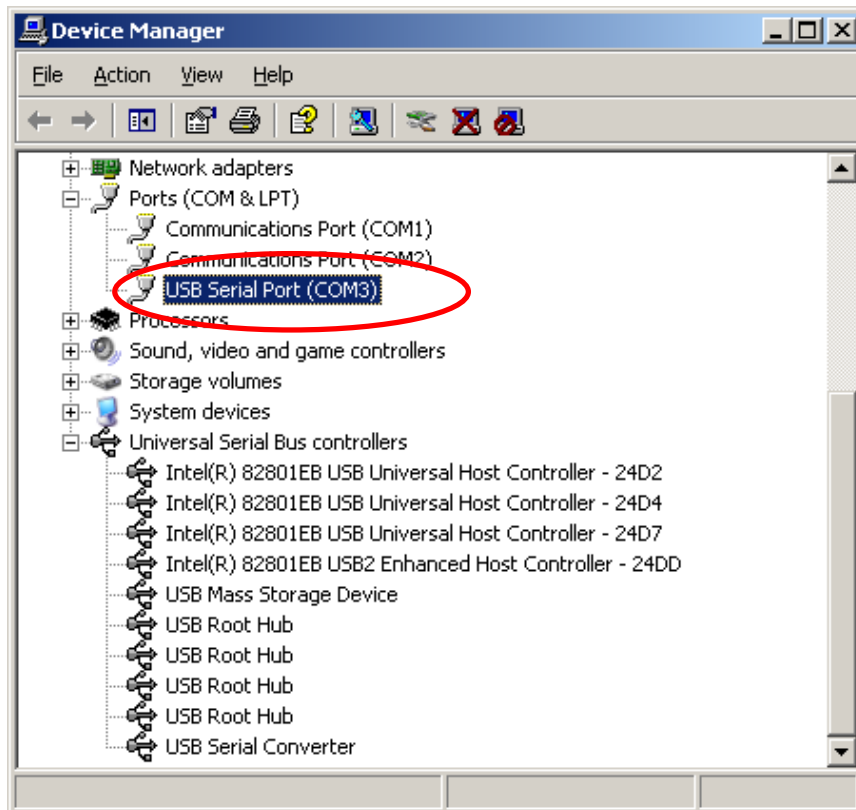 Device Manager
File Action View Help
Network adapters
Ports (COM & LPT)
Communications Port (COM1)
Communications Port (COM2)
USB Serial Port (COM3)
Processors
Sound, video and game controllers
Storage volumes
System devices
Universal Serial Bus controllers
Intel(R) 82801EB USB Universal Host Controller - 24D2
Intel(R) 82801EB USB Universal Host Controller - 24D4
Intel(R) 82801EB USB Universal Host Controller - 24D7
Intel(R) 82801EB USB2 Enhanced Host Controller - 24DD
USB Mass Storage Device
USB Root Hub
USB Root Hub
USB Root Hub
USB Root Hub
USB Serial Converter